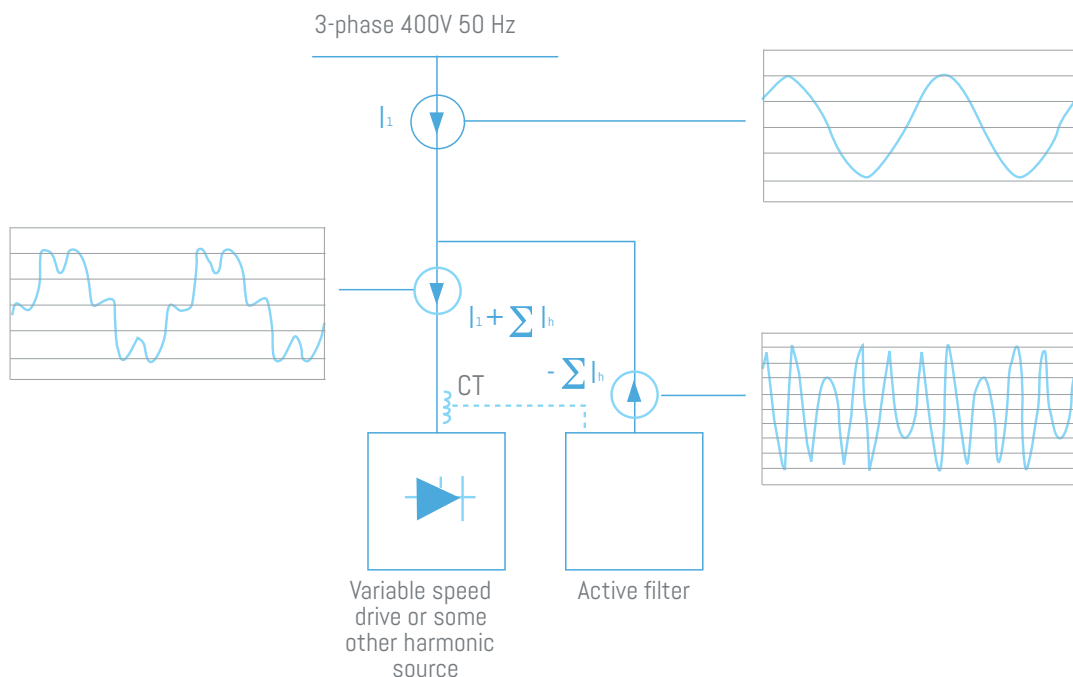 3-phase 400V 50 Hz
I₁
I₁ + ∑ Iₕ
- ∑ Iₕ
CT
Variable speed
drive or some
other harmonic
source
Active filter